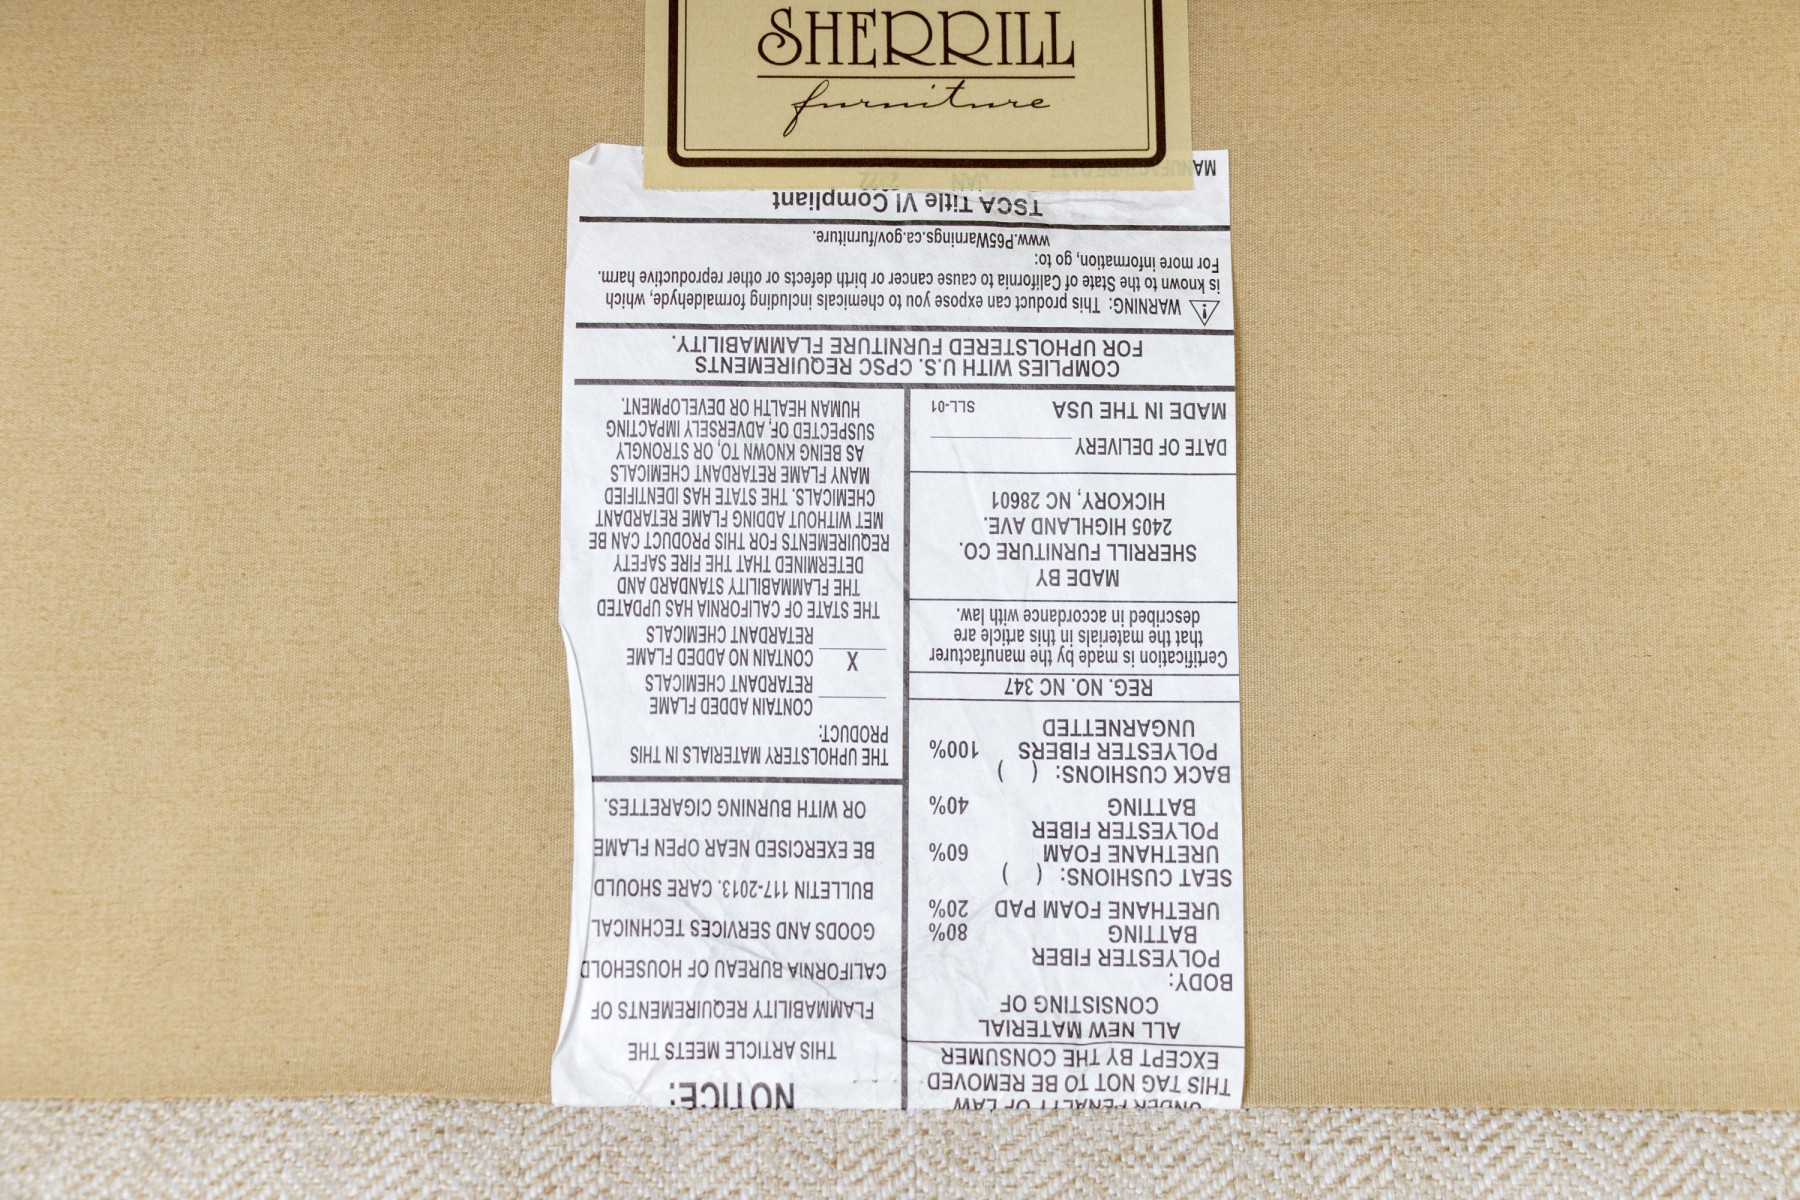 SHERRILL
furniture
UNDER PENALTY OF LAW
THIS TAG NOT TO BE REMOVED
EXCEPT BY THE CONSUMER
ALL NEW MATERIAL
CONSISTING OF
BODY:
POLYESTER FIBER
BATTING 80%
URETHANE FOAM PAD 20%
SEAT CUSHIONS: ( )
URETHANE FOAM 60%
POLYESTER FIBER
BATTING 40%
BACK CUSHIONS: ( )
POLYESTER FIBERS 100%
UNGARNETTED
REG. NO. NC 347
Certification is made by the manufacturer
that the materials in this article are
described in accordance with law.
MADE BY
SHERRILL FURNITURE CO.
2405 HIGHLAND AVE.
HICKORY, NC 28601
DATE OF DELIVERY
MADE IN THE USA SLL-01
NOTICE:
THIS ARTICLE MEETS THE
FLAMMABILITY REQUIREMENTS OF
CALIFORNIA BUREAU OF HOUSEHOLD
GOODS AND SERVICES TECHNICAL
BULLETIN 117-2013. CARE SHOULD
BE EXERCISED NEAR OPEN FLAME
OR WITH BURNING CIGARETTES.
THE UPHOLSTERY MATERIALS IN THIS
PRODUCT:
CONTAIN ADDED FLAME
RETARDANT CHEMICALS
X CONTAIN NO ADDED FLAME
RETARDANT CHEMICALS
THE STATE OF CALIFORNIA HAS UPDATED
THE FLAMMABILITY STANDARD AND
DETERMINED THAT THE FIRE SAFETY
REQUIREMENTS FOR THIS PRODUCT CAN BE
MET WITHOUT ADDING FLAME RETARDANT
CHEMICALS. THE STATE HAS IDENTIFIED
MANY FLAME RETARDANT CHEMICALS
AS BEING KNOWN TO, OR STRONGLY
SUSPECTED OF, ADVERSELY IMPACTING
HUMAN HEALTH OR DEVELOPMENT.
COMPLIES WITH U.S. CPSC REQUIREMENTS
FOR UPHOLSTERED FURNITURE FLAMMABILITY.
WARNING: This product can expose you to chemicals including formaldehyde, which
is known to the State of California to cause cancer or birth defects or other reproductive harm.
For more information, go to:
www.P65Warnings.ca.gov/furniture.
TSCA Title VI Compliant